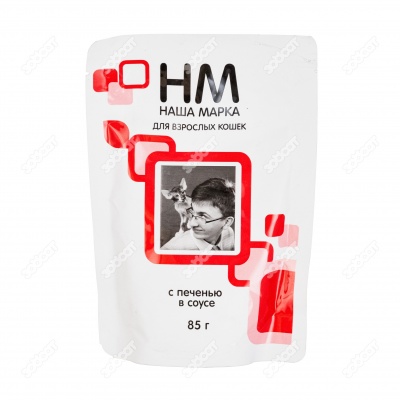 НМ
НАША МАРКА
ДЛЯ ВЗРОСЛЫХ КОШЕК
с печенью
в соусе
85 г